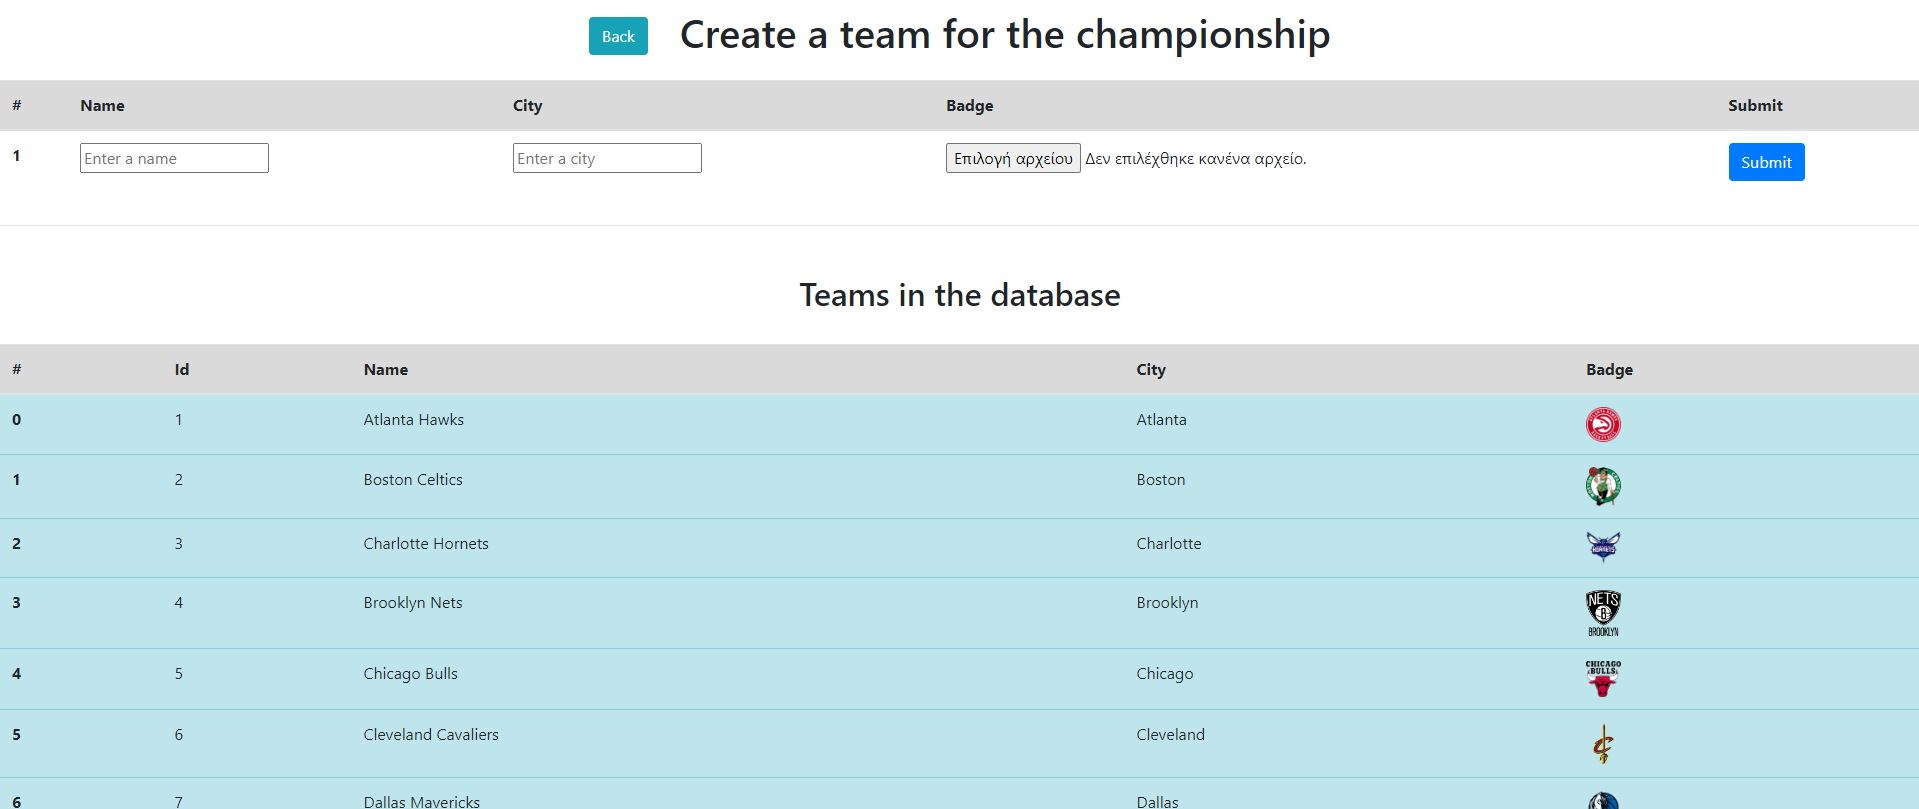 Back Create a team for the championship
# Name City Badge Submit
1 Enter a name Enter a city Επιλογή αρχείου Δεν επιλέχθηκε κανένα αρχείο. Submit
Teams in the database
# Id Name City Badge
0 1 Atlanta Hawks Atlanta
1 2 Boston Celtics Boston
2 3 Charlotte Hornets Charlotte HORNETS
3 4 Brooklyn Nets Brooklyn NETS B BROOKLYN
4 5 Chicago Bulls Chicago CHICAGO BULLS
5 6 Cleveland Cavaliers Cleveland C
6 7 Dallas Mavericks Dallas